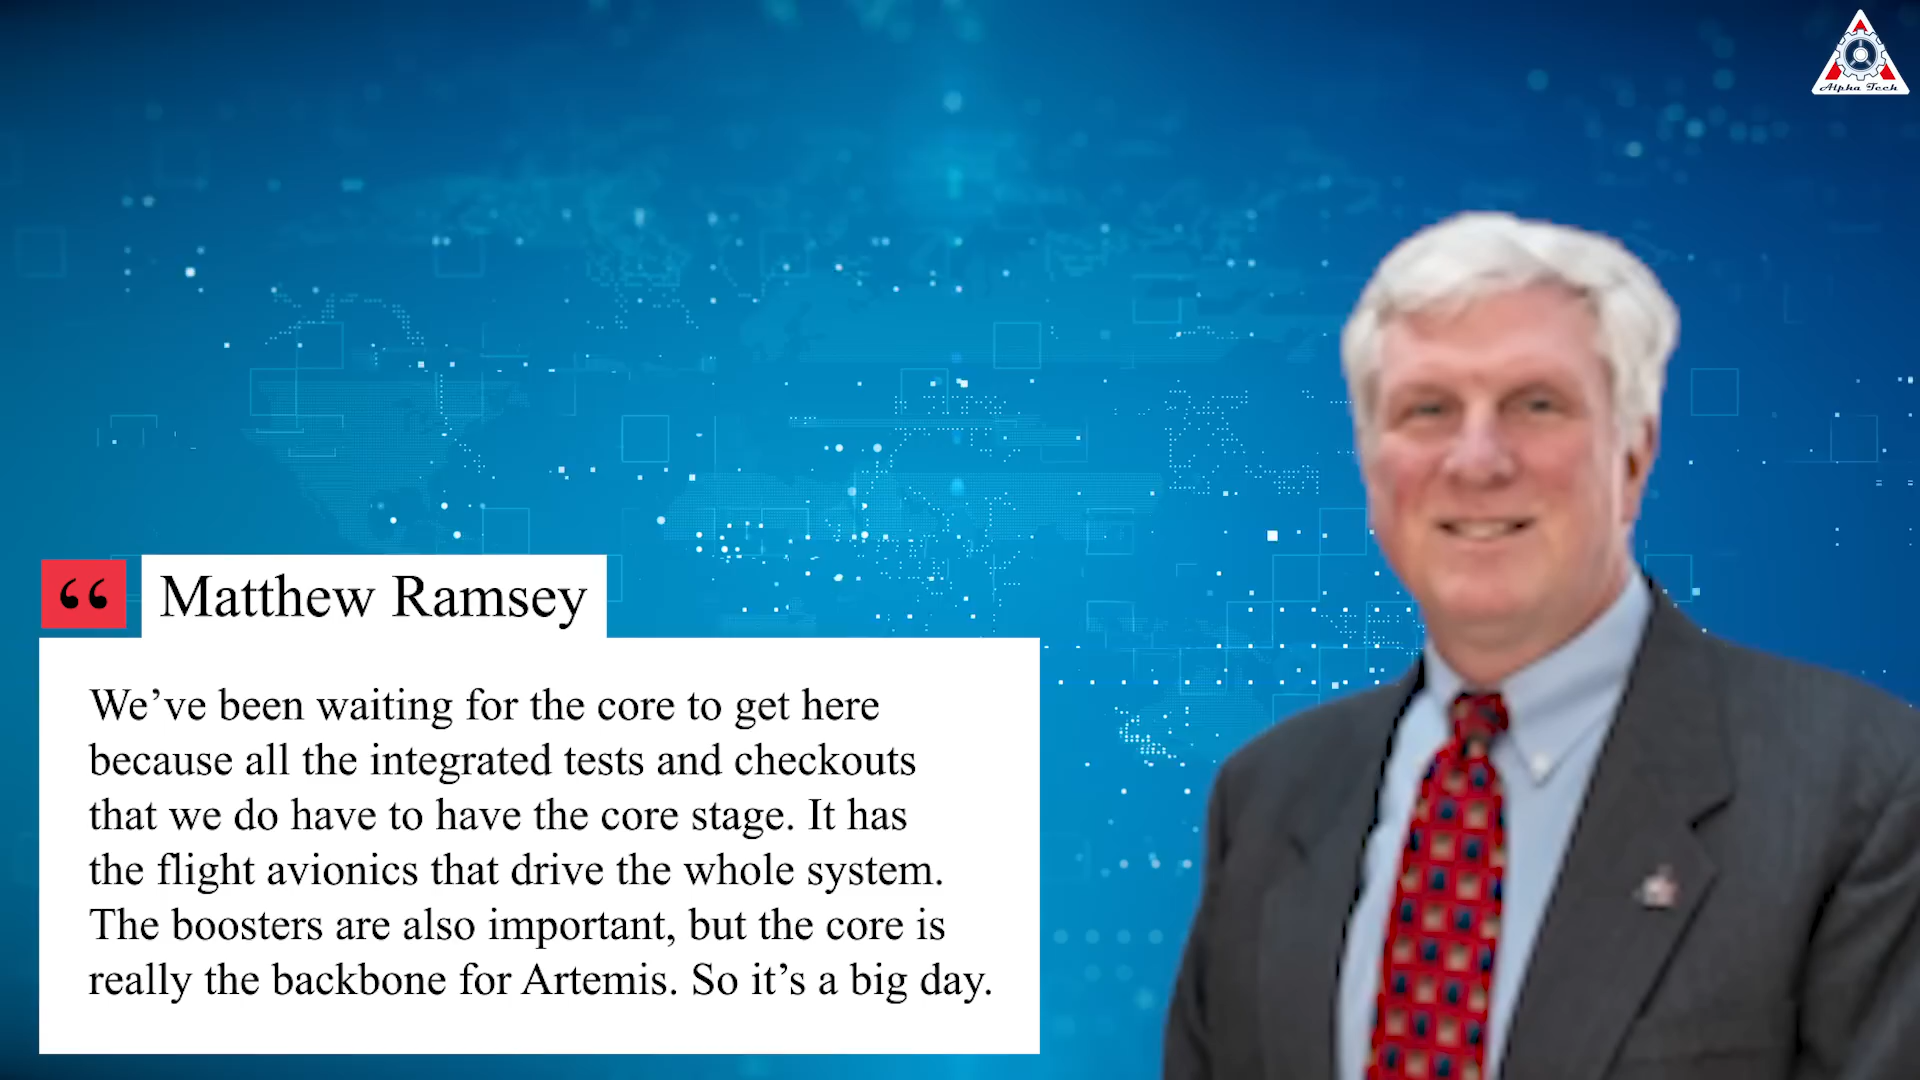 Alpha Tech
“ Matthew Ramsey
We’ve been waiting for the core to get here
because all the integrated tests and checkouts
that we do have to have the core stage. It has
the flight avionics that drive the whole system.
The boosters are also important, but the core is
really the backbone for Artemis. So it’s a big day.